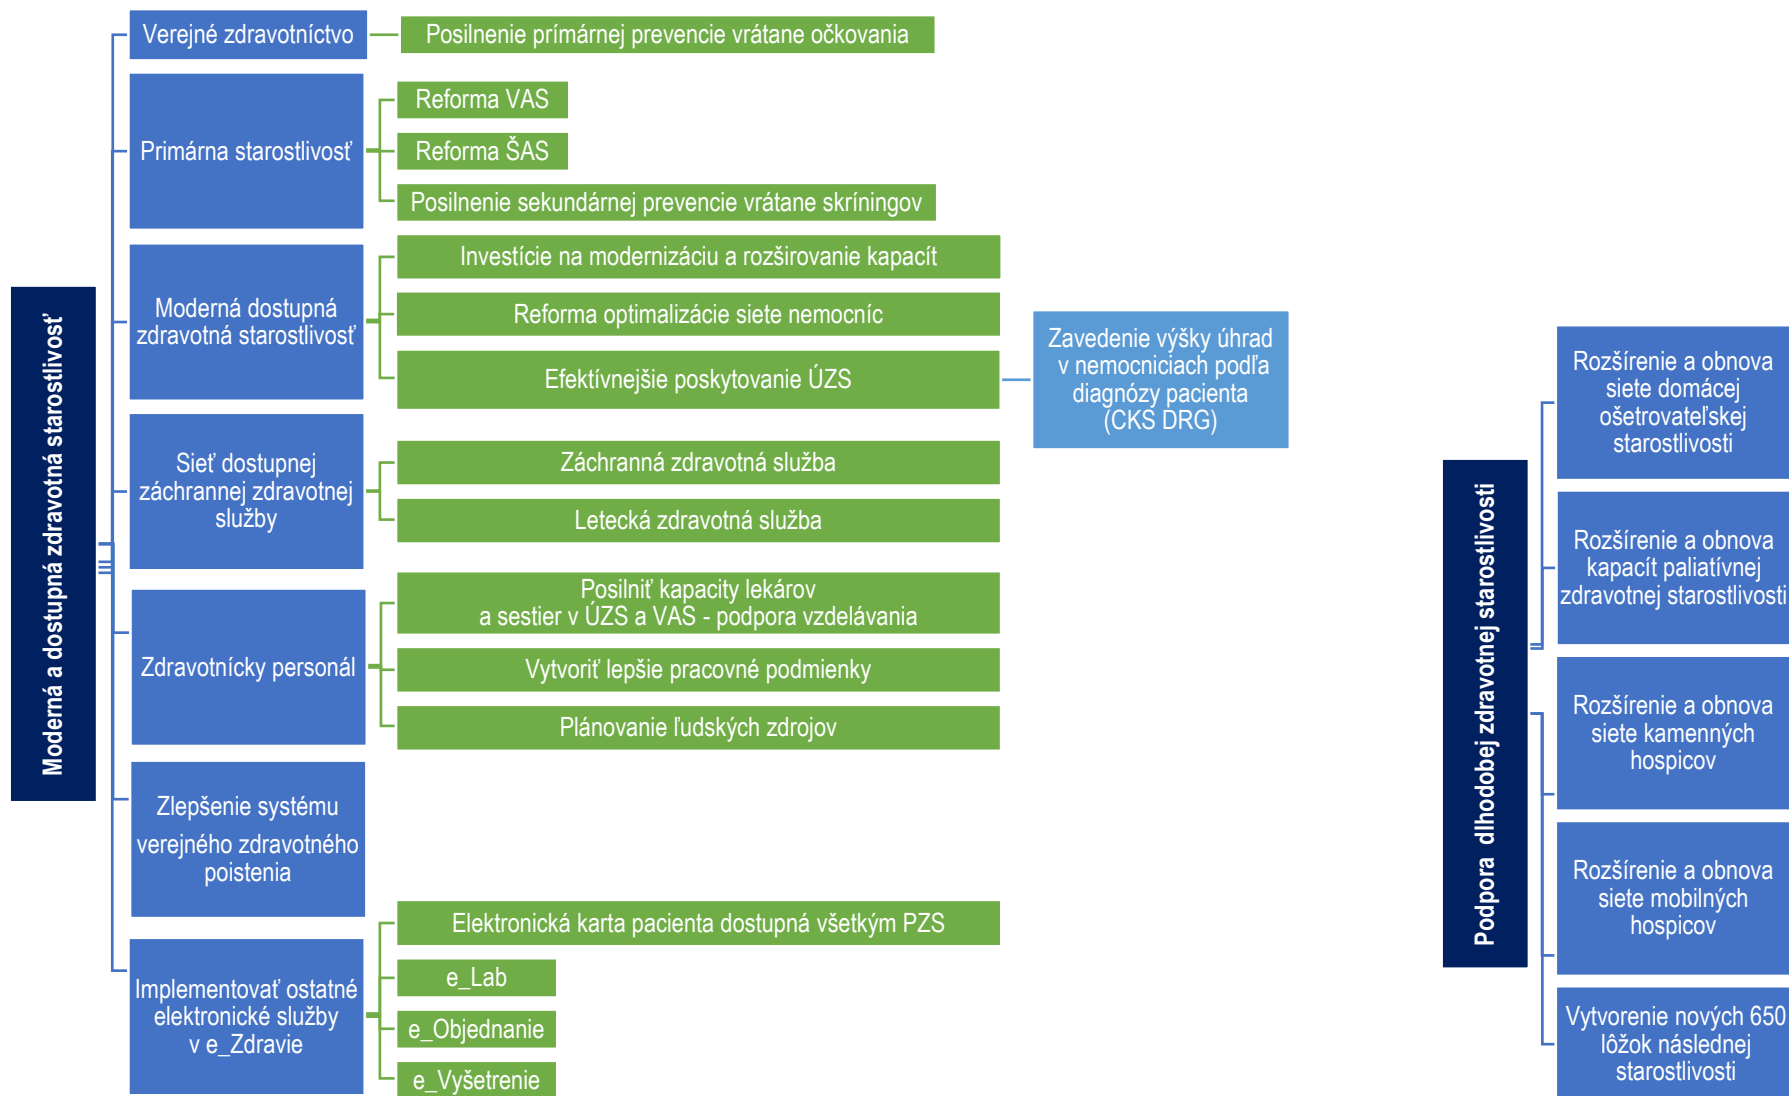 Moderná a dostupná zdravotná starostlivosť
Verejné zdravotníctvo
Posilnenie prímárnej prevencie vrátane očkovania
Primárna starostlivosť
Reforma VAS
Reforma ŠAS
Posilnenie sekundárnej prevencie vrátane skríningov
Moderná dostupná
zdravotná starostlivosť
Investície na modernizáciu a rozširovanie kapacít
Reforma optimalizácie siete nemocníc
Efektívnejšie poskytovanie ÚZS
Zavedenie výšky úhrad
v nemocniciach podľa
diagnózy pacienta
(CKS DRG)
Sieť dostupnej
záchrannej zdravotnej
služby
Záchranná zdravotná služba
Letecká zdravotná služba
Zdravotnícky personál
Posilniť kapacity lekárov
a sestier v ÚZS a VAS - podpora vzdelávania
Vytvoriť lepšie pracovné podmienky
Plánovanie ľudských zdrojov
Zlepšenie systému
verejného zdravotného
poistenia
Implementovať ostatné
elektronické služby
v e_Zdravie
Elektronická karta pacienta dostupná všetkým PZS
e_Lab
e_Objednanie
e_Vyšetrenie
Podpora dlhodobej zdravotnej starostlivosti
Rozšírenie a obnova
siete domácej
ošetrovateľskej
starostlivosti
Rozšírenie a obnova
kapacít paliatívnej
zdravotnej starostlivosti
Rozšírenie a obnova
siete kamenných
hospicov
Rozšírenie a obnova
siete mobilných
hospicov
Vytvorenie nových 650
lôžok následnej
starostlivosti